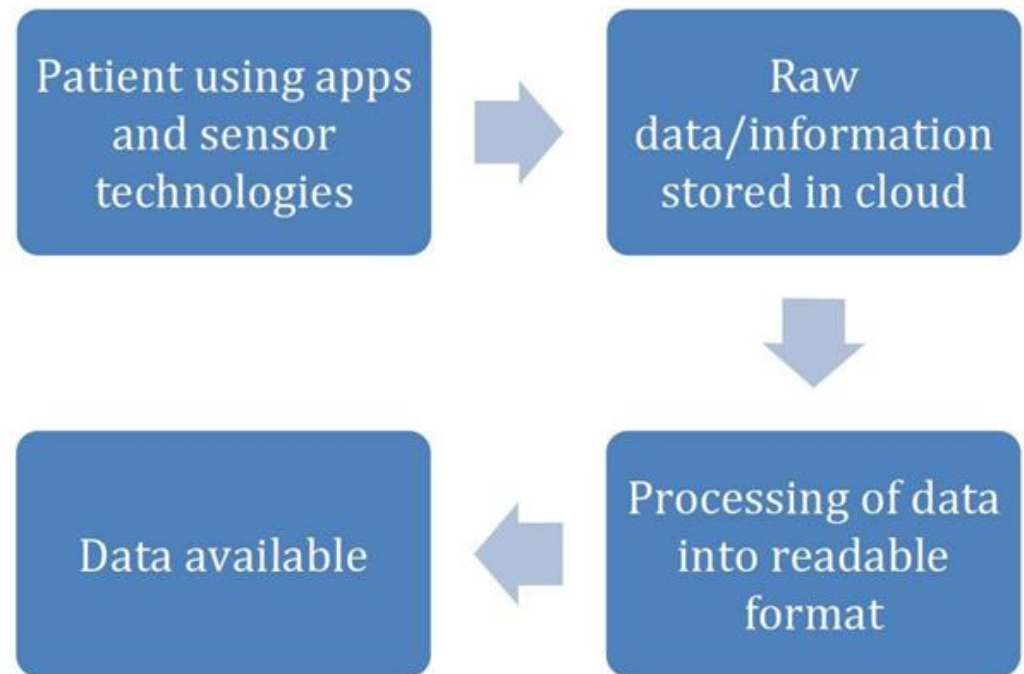 Patient using apps
and sensor
technologies
Raw
data/information
stored in cloud
Processing of data
into readable
format
Data available